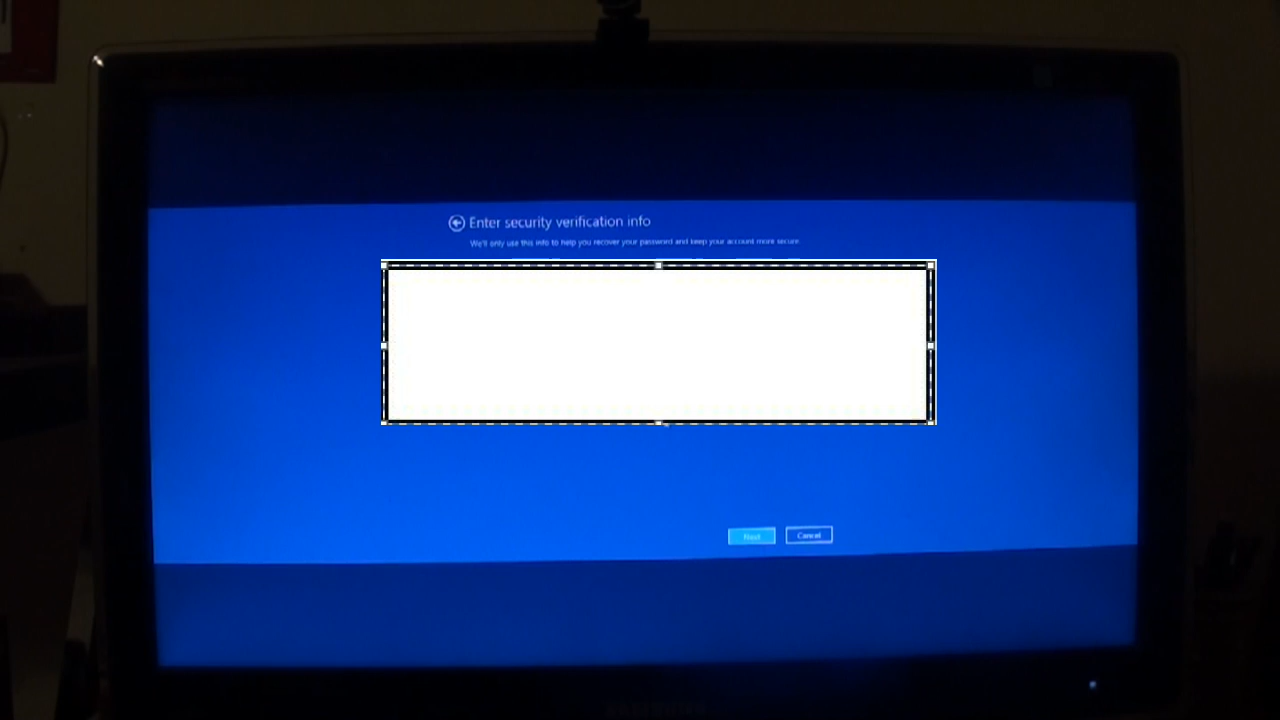 Enter security verification info
We'll only use this info to help you recover your password and keep your account more secure.
Next
Cancel